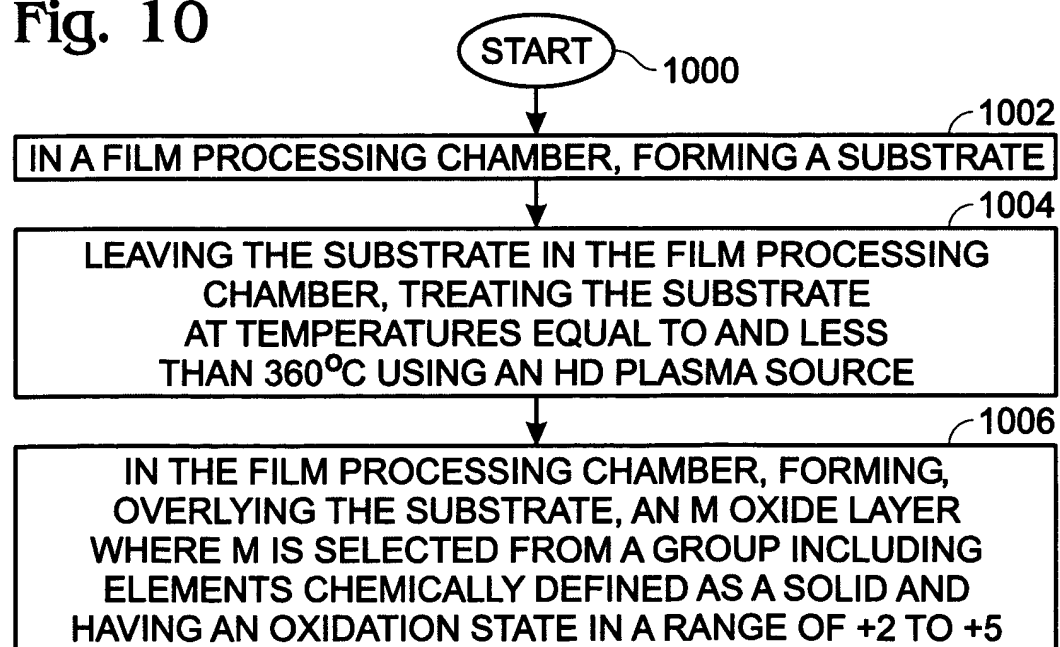 Fig. 10
START
1000
1002
IN A FILM PROCESSING CHAMBER, FORMING A SUBSTRATE
1004
LEAVING THE SUBSTRATE IN THE FILM PROCESSING
CHAMBER, TREATING THE SUBSTRATE
AT TEMPERATURES EQUAL TO AND LESS
THAN 360°C USING AN HD PLASMA SOURCE
1006
IN THE FILM PROCESSING CHAMBER, FORMING,
OVERLYING THE SUBSTRATE, AN M OXIDE LAYER
WHERE M IS SELECTED FROM A GROUP INCLUDING
ELEMENTS CHEMICALLY DEFINED AS A SOLID AND
HAVING AN OXIDATION STATE IN A RANGE OF +2 TO +5